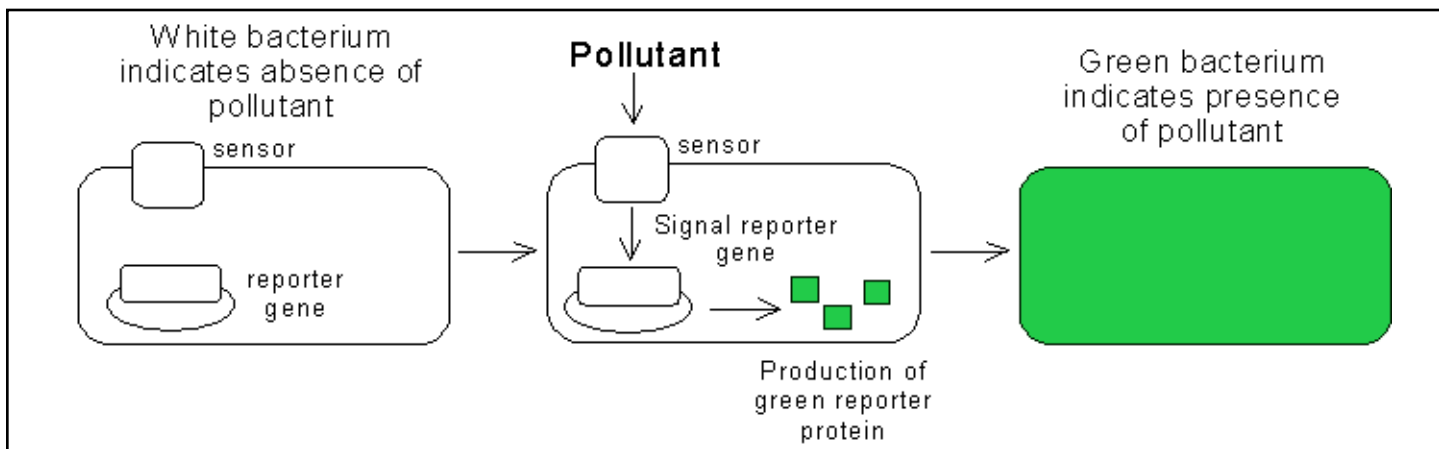 White bacterium
indicates absence of
pollutant
sensor
reporter
gene
Pollutant
sensor
Signal reporter
gene
Production of
green reporter
protein
Green bacterium
indicates presence
of pollutant